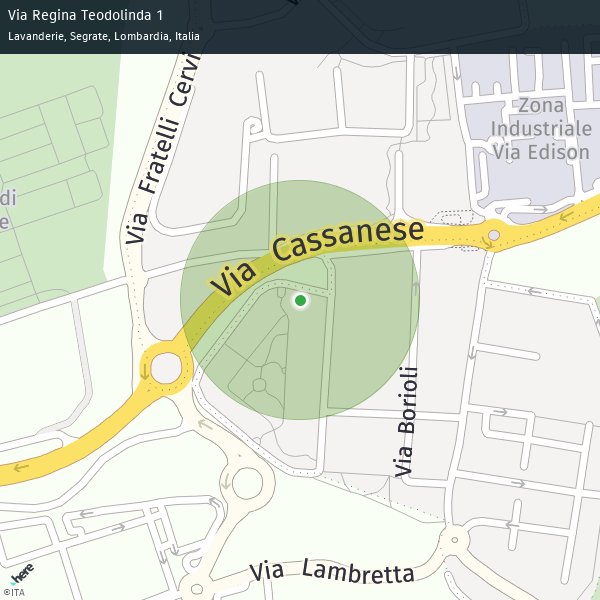 Via Regina Teodolinda 1
Lavanderie, Segrate, Lombardia, Italia
Via Fratelli Cervi
Zona
Industriale
Via Edison
di
e
Via Cassanese
Via Borioli
Via Lambretta
here
©ITA